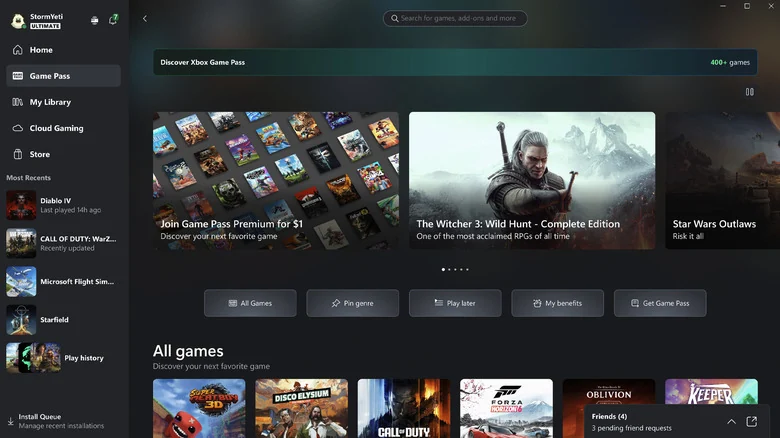 StormYeti
ULTIMATE
7
Search for games, add-ons and more
Home
Game Pass
My Library
Cloud Gaming
Store
Most Recents
Diablo IV
Last played 14h ago
CALL OF DUTY: WarZ...
Recently updated
Microsoft Flight Sim...
Starfield
Play history
Install Queue
Manage recent installations
Discover Xbox Game Pass
400+ games
Join Game Pass Premium for $1
Discover your next favorite game
The Witcher 3: Wild Hunt - Complete Edition
One of the most acclaimed RPGs of all time
Star Wars Outlaws
Risk it all
All Games
Pin genre
Play later
My benefits
Get Game Pass
All games
Discover your next favorite game
SUPER
MEATBOY
3D
DISCO ELYSIUM
CALL OF DUTY
FORZA
HORIZON 6
OBLIVION
KEEPER
Friends (4)
3 pending friend requests